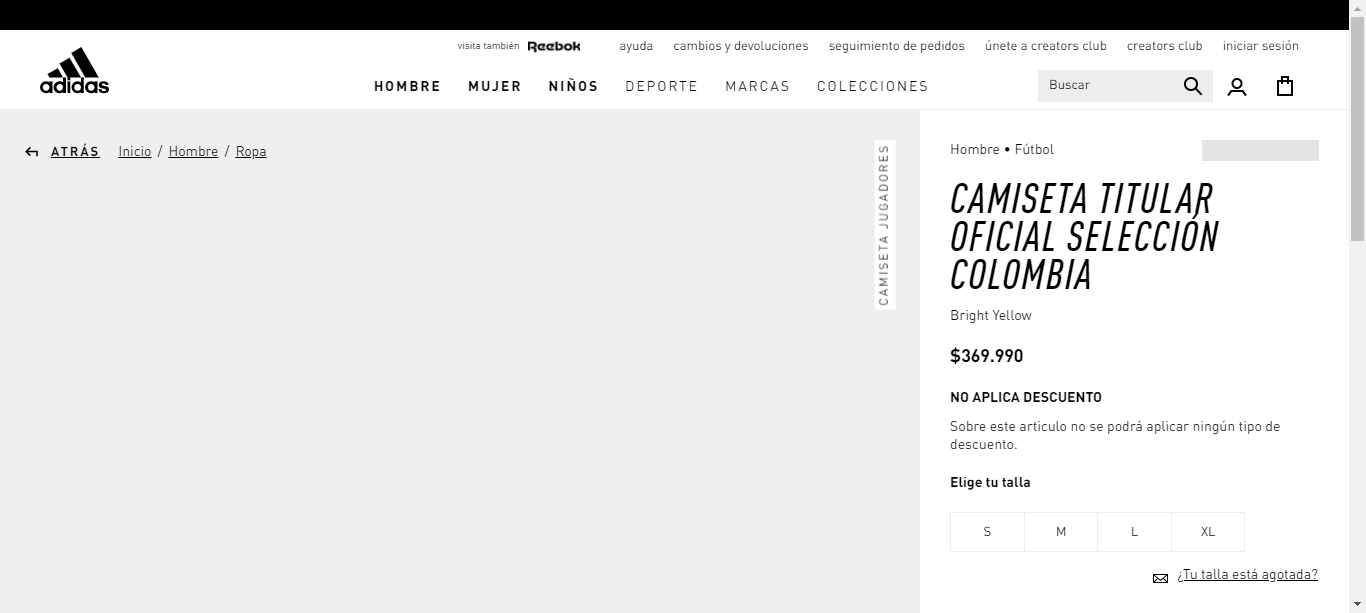 visita también Reebok ayuda cambios y devoluciones seguimiento de pedidos únete a creators club creators club iniciar sesión
adidas
HOMBRE MUJER NIÑOS DEPORTE MARCAS COLECCIONES Buscar
ATRÁS Inicio / Hombre / Ropa
CAMISETA JUGADORES
Hombre • Fútbol
CAMISETA TITULAR
OFICIAL SELECCIÓN
COLOMBIA
Bright Yellow
$369.990
NO APLICA DESCUENTO
Sobre este articulo no se podrá aplicar ningún tipo de
descuento.
Elige tu talla
S M L XL
¿Tu talla está agotada?